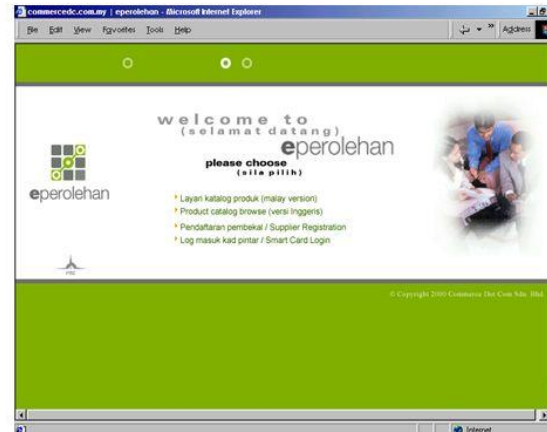 commercedc.com.my | eperolehan - Microsoft Internet Explorer
File Edit View Favorites Tools Help
» Address
welcome to
(selamat datang)
eperolehan
please choose
(sila pilih)
eperolehan
Layari katalog produk (malay version)
Product catalog browse (versi Inggeris)
Pendaftaran pembekal / Supplier Registration
Log masuk kad pintar / Smart Card Login
© Copyright 2000 Commerce Dot Com Sdn. Bhd.
Internet